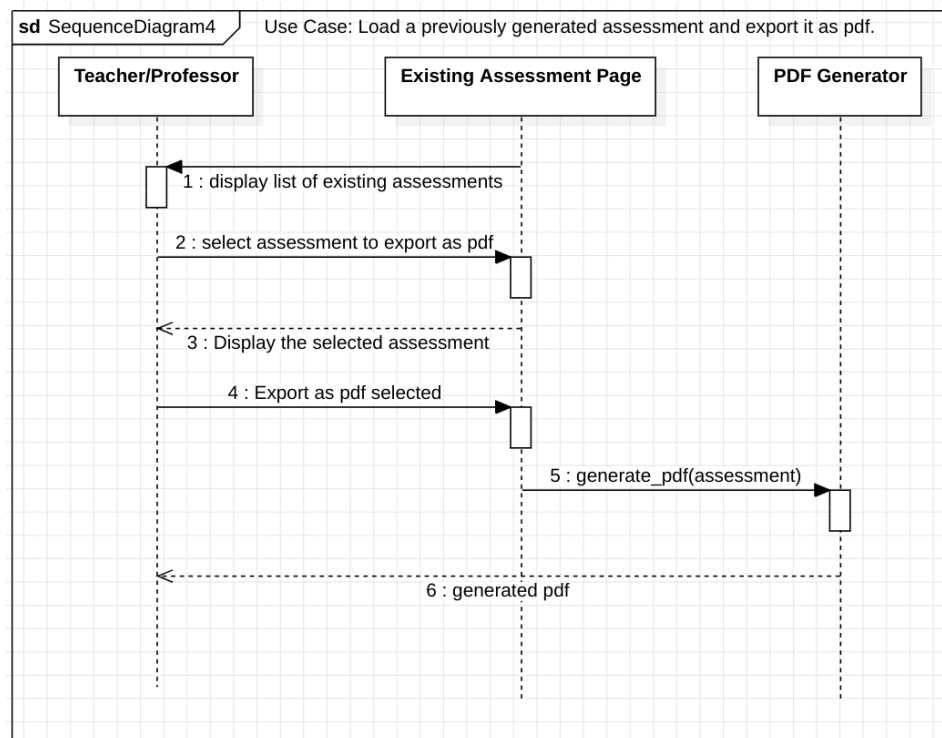 sd SequenceDiagram4
Use Case: Load a previously generated assessment and export it as pdf.
Teacher/Professor
Existing Assessment Page
PDF Generator
1 : display list of existing assessments
2 : select assessment to export as pdf
3 : Display the selected assessment
4 : Export as pdf selected
5 : generate_pdf(assessment)
6 : generated pdf